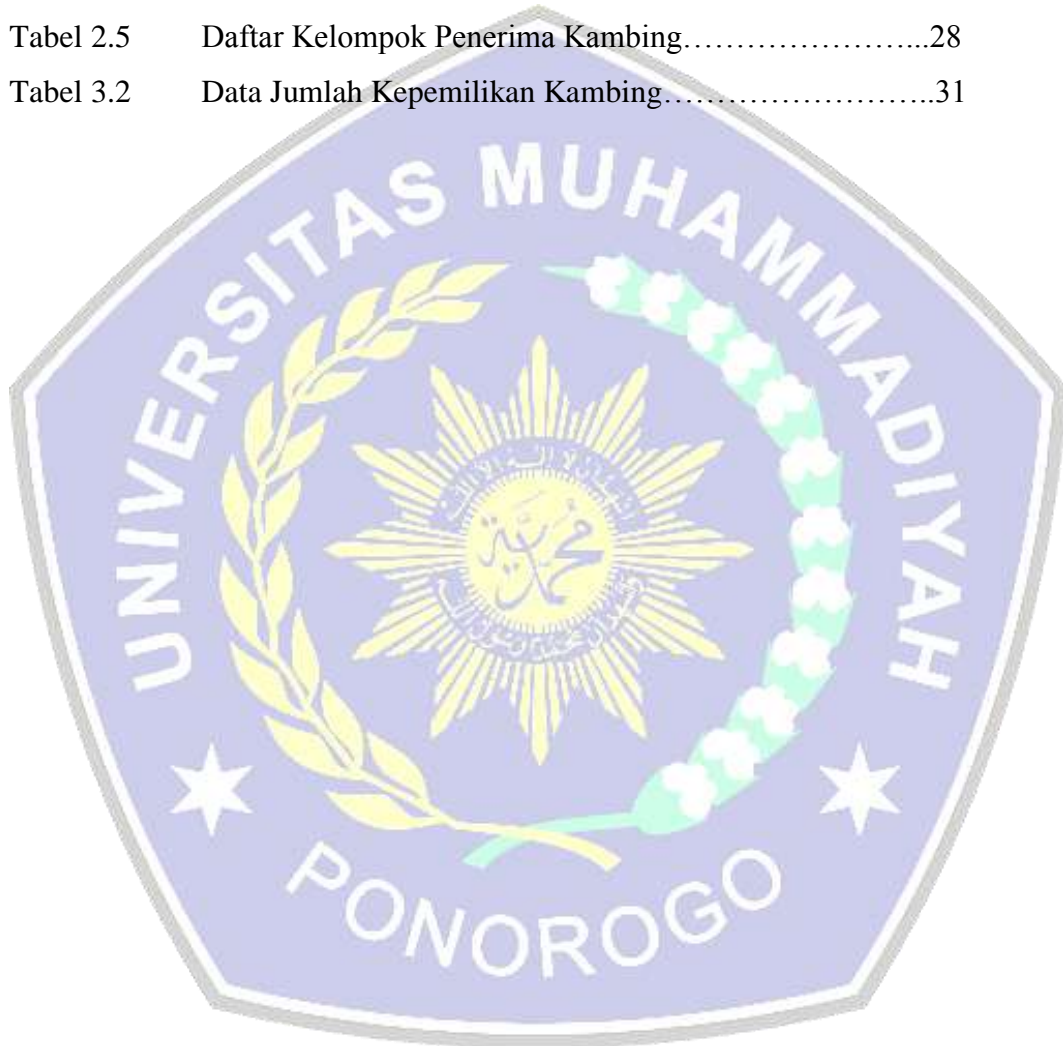 Tabel 2.5 Daftar Kelompok Penerima Kambing…………………...28
Tabel 3.2 Data Jumlah Kepemilikan Kambing……………………..31
UNIVERSITAS MUHAMMADIYAH
PONOROGO